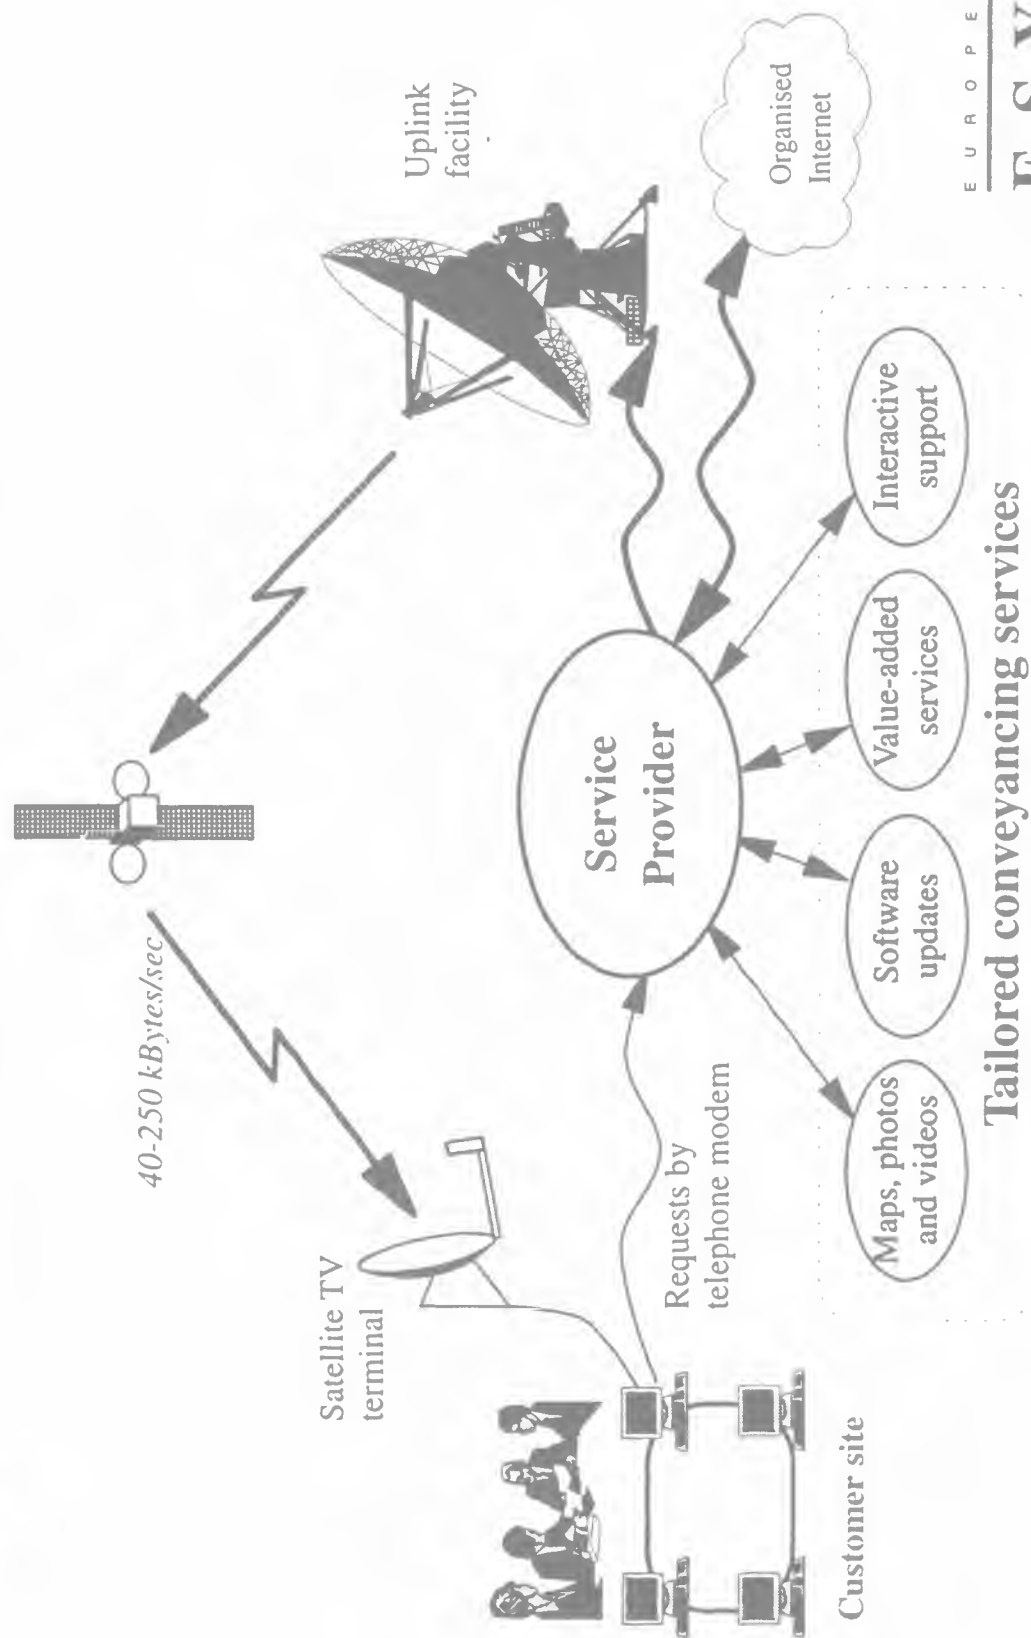 40-250 kBytes/sec
Uplink
facility
Satellite TV
terminal
Organised
Internet
Service
Provider
Requests by
telephone modem
Customer site
Maps, photos
and videos
Software
updates
Value-added
services
Interactive
support
Tailored conveyancing services
EUROPE